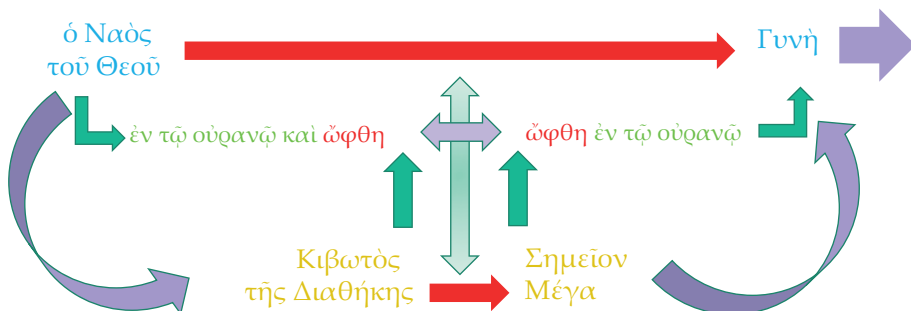 ὁ Ναὸς
τοῦ Θεοῦ
Γυνὴ
ἐν τῷ οὐρανῷ καὶ ὤφθη
ὤφθη ἐν τῷ οὐρανῷ
Κιβωτὸς
τῆς Διαθήκης
Σημεῖον
Μέγα